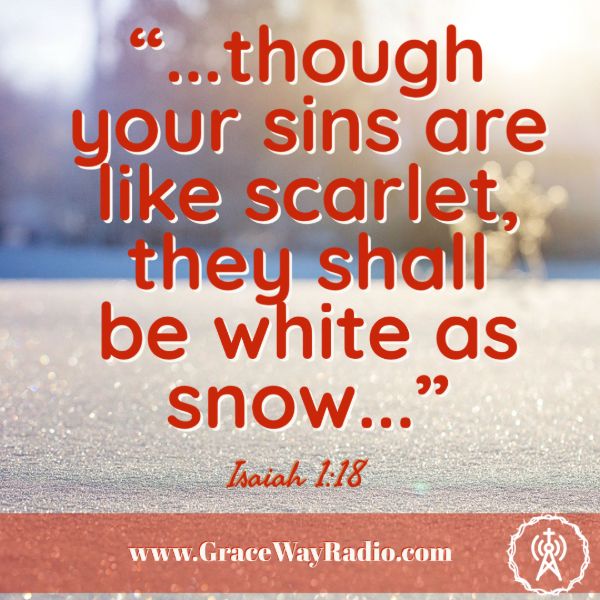 “...though
your sins are
like scarlet,
they shall
be white as
snow...”
Isaiah 1:18
www.GraceWayRadio.com